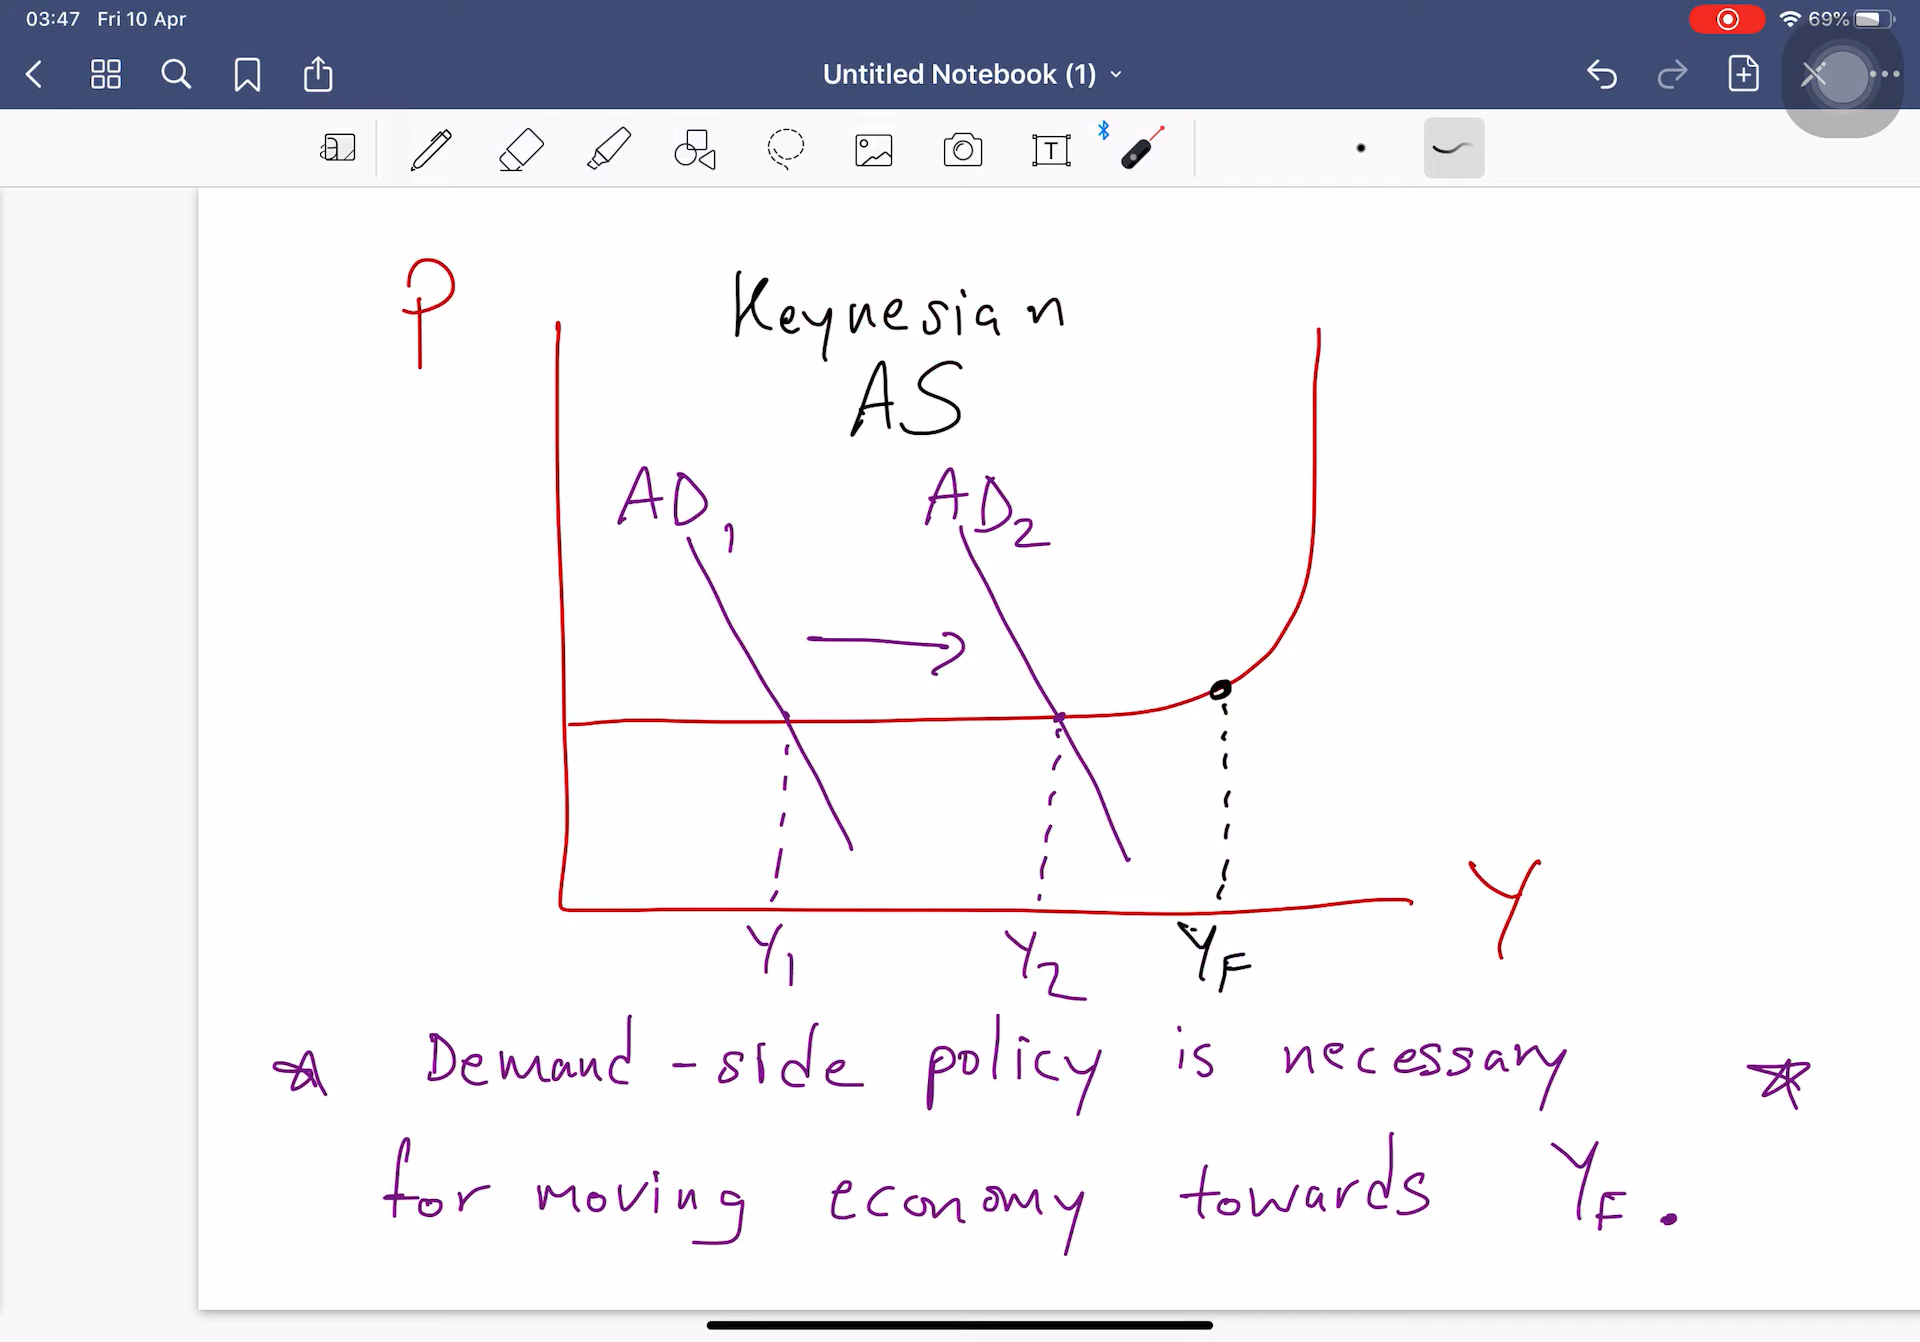 03:47 Fri 10 Apr
69%
Untitled Notebook (1)
a
T
P
Keynesian
AS
AD1
AD2
Y
Y1
Y2
YF
Demand-side policy is necessary
for moving economy towards YF.